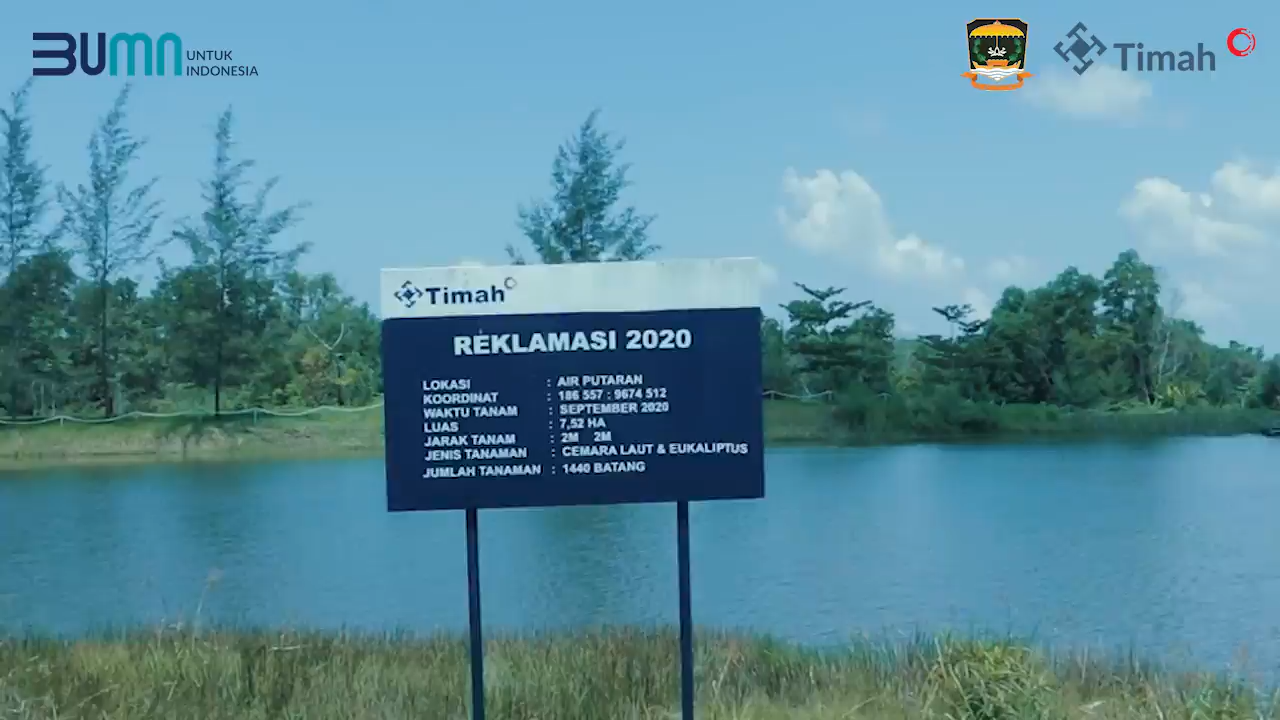 BUMN UNTUK
INDONESIA
Timah
Timah
REKLAMASI 2020
LOKASI : AIR PUTARAN
KOORDINAT : 186 557 : 9674 512
WAKTU TANAM : SEPTEMBER 2020
LUAS : 7,52 HA
JARAK TANAM : 2M 2M
JENIS TANAMAN : CEMARA LAUT & EUKALIPTUS
JUMLAH TANAMAN : 1440 BATANG